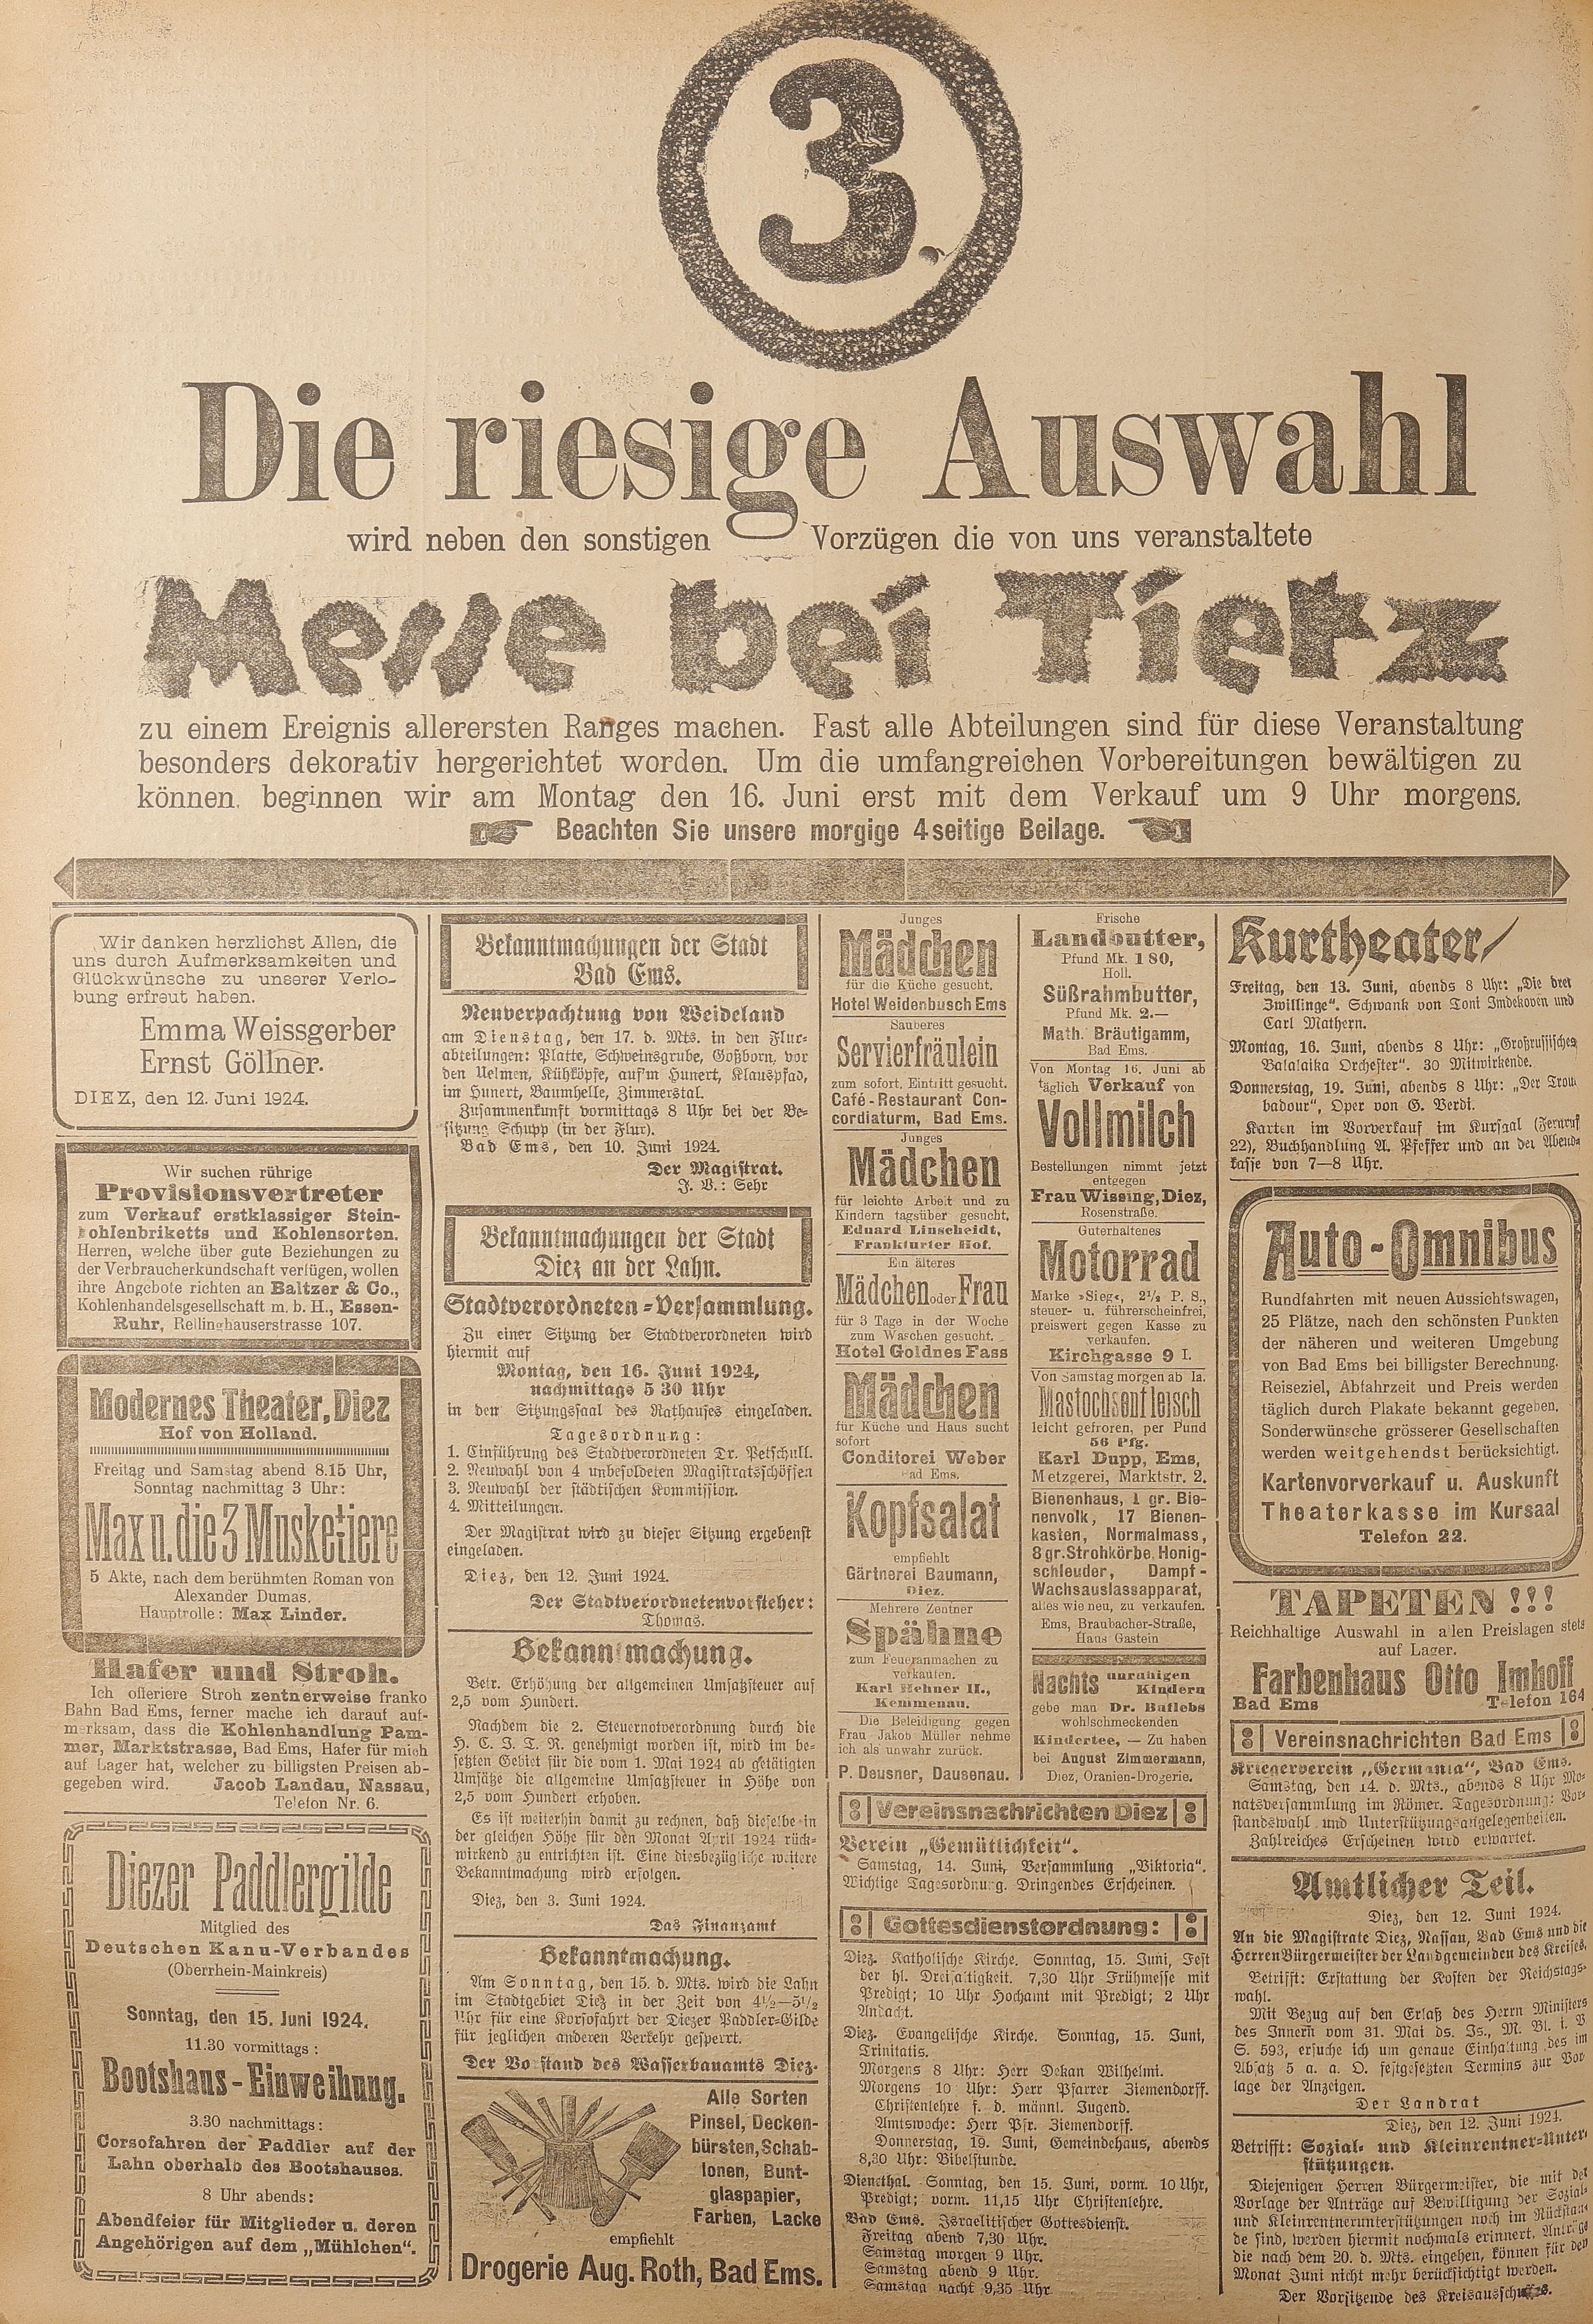 3.
Die riesige Auswahl
wird neben den sonstigen Vorzügen die von uns veranstaltete
Messe bei Tietz
zu einem Ereignis allerersten Ranges machen. Fast alle Abteilungen sind für diese Veranstaltung
besonders dekorativ hergerichtet worden. Um die umfangreichen Vorbereitungen bewältigen zu
können, beginnen wir am Montag den 16. Juni erst mit dem Verkauf um 9 Uhr morgens.
Beachten Sie unsere morgige 4seitige Beilage.
Wir danken herzlichst Allen, die
uns durch Aufmerksamkeiten und
Glückwünsche zu unserer Verlo-
bung erfreut haben.
Emma Weissgerber
Ernst Göllner.
DIEZ, den 12. Juni 1924.
Wir suchen rührige
Provisionsvertreter
zum Verkauf erstklassiger Stein-
kohlenbriketts und Kohlensorten.
Herren, welche über gute Beziehungen zu
der Verbraucherkundschaft verfügen, wollen
ihre Angebote richten an Baltzer & Co.,
Kohlenhandelsgesellschaft m. b. H., Essen-
Ruhr, Rellinghauserstrasse 107.
Modernes Theater, Diez
Hof von Holland.
Freitag und Samstag abend 8.15 Uhr,
Sonntag nachmittag 3 Uhr:
Max u. die 3 Musketiere
5 Akte, nach dem berühmten Roman von
Alexander Dumas.
Hauptrolle: Max Linder.
Hafer und Stroh.
Ich offeriere Stroh zentnerweise franko
Bahn Bad Ems, ferner mache ich darauf auf-
merksam, dass die Kohlenhandlung Pam-
mer, Marktstrasse, Bad Ems, Hafer für mich
auf Lager hat, welcher zu billigsten Preisen ab-
gegeben wird. Jacob Landau, Nassau,
Telefon Nr. 6.
Diezer Paddlergilde
Mitglied des
Deutschen Kanu-Verbandes
(Oberrhein-Mainkreis)
Sonntag, den 15. Juni 1924.
11.30 vormittags:
Bootshaus-Einweihung.
3.30 nachmittags:
Corsofahren der Paddler auf der
Lahn oberhalb des Bootshauses.
8 Uhr abends:
Abendfeier für Mitglieder u. deren
Angehörigen auf dem „Mühlchen“.
Bekanntmachungen der Stadt
Bad Ems.
Neuverpachtung von Weideland
am Dienstag, den 17. d. Mts. in den Flur-
abteilungen: Platte, Schweinsgrube, Goßborn, vor
den Uelmen, Kühköpfe, auf'm Hunert, Klauspfad,
im Hunert, Baumhelle, Zimmerstal.
Zusammenkunft vormittags 8 Uhr bei der Be-
sitzung Schupp (in der Flur).
Bad Ems, den 10. Juni 1924.
Der Magistrat.
J. V.: Sehr
Bekanntmachungen der Stadt
Diez an der Lahn.
Stadtverordneten-Versammlung.
Zu einer Sitzung der Stadtverordneten wird
hiermit auf
Montag, den 16. Juni 1924,
nachmittags 5 30 Uhr
in den Sitzungssaal des Rathauses eingeladen.
Tagesordnung:
1. Einführung des Stadtverordneten Dr. Petschull.
2. Neuwahl von 4 unbesoldeten Magistratsschöffen
3. Neuwahl der städtischen Kommission.
4. Mitteilungen.
Der Magistrat wird zu dieser Sitzung ergebenst
eingeladen.
Diez, den 12. Juni 1924.
Der Stadtverordnetenvorsteher:
Thomas.
Bekanntmachung.
Betr. Erhöhung der allgemeinen Umsatzsteuer auf
2,5 vom Hundert.
Nachdem die 2. Steuernotverordnung durch die
H. C. J. T. R. genehmigt worden ist, wird im be-
setzten Gebiet für die vom 1. Mai 1924 ab getätigten
Umsätze die allgemeine Umsatzsteuer in Höhe von
2,5 vom Hundert erhoben.
Es ist weiterhin damit zu rechnen, daß dieselbe in
der gleichen Höhe für den Monat April 1924 rück-
wirkend zu entrichten ist. Eine diesbezügliche weitere
Bekanntmachung wird erfolgen.
Diez, den 3. Juni 1924.
Das Finanzamt
Bekanntmachung.
Am Sonntag, den 15. d. Mts. wird die Lahn
im Stadtgebiet Diez in der Zeit von 4½—5½
Uhr für eine Korsofahrt der Diezer Paddler-Gilde
für jeglichen anderen Verkehr gesperrt.
Der Vorstand des Wasserbauamts Diez.
Alle Sorten
Pinsel, Decken-
bürsten, Schab-
lonen, Bunt-
glaspapier,
Farben, Lacke
empfiehlt
Drogerie Aug. Roth, Bad Ems.
Junges
Mädchen
für die Küche gesucht.
Hotel Weidenbusch Ems
Sauberes
Servierfräulein
zum sofort. Eintritt gesucht.
Café-Restaurant Con-
cordiaturm, Bad Ems.
Junges
Mädchen
für leichte Arbeit und zu
Kindern tagsüber gesucht.
Eduard Linscheidt,
Frankfurter Hof.
Ein älteres
Mädchen oder Frau
für 3 Tage in der Woche
zum Waschen gesucht.
Hotel Goldnes Fass
Mädchen
für Küche und Haus sucht
sofort
Conditorei Weber
Bad Ems.
Kopfsalat
empfiehlt
Gärtnerei Baumann,
Diez.
Mehrere Zentner
Spähne
zum Feueranmachen zu
verkaufen.
Karl Hehner II.,
Kemmenau.
Die Beleidigung gegen
Frau Jakob Müller nehme
ich als unwahr zurück.
P. Deusner, Dausenau.
Frische
Landbutter,
Pfund Mk. 1 80,
Holl.
Süßrahmbutter,
Pfund Mk. 2.—
Math. Bräutigamm,
Bad Ems.
Von Montag 16. Juni ab
täglich Verkauf von
Vollmilch
Bestellungen nimmt jetzt
entgegen
Frau Wissing, Diez,
Rosenstraße.
Guterhaltenes
Motorrad
Marke »Sieg«, 2½ P. S.,
steuer- u. führerscheinfrei,
preiswert gegen Kasse zu
verkaufen.
Kirchgasse 9 I.
Von Samstag morgen ab Ia.
Mastochsenfleisch
leicht gefroren, per Pund
56 Pfg.
Karl Dupp, Ems,
Metzgerei, Marktstr. 2.
Bienenhaus, 1 gr. Bie-
nenvolk, 17 Bienen-
kasten, Normalmass,
8 gr. Strohkörbe, Honig-
schleuder, Dampf-
Wachsauslassapparat,
alles wie neu, zu verkaufen.
Ems, Braubacher-Straße,
Haus Gastein
Nachts unruhigen
Kindern
gebe man Dr. Buflebs
wohlschmeckenden
Kindertee, — Zu haben
bei August Zimmermann,
Diez, Oranien-Drogerie.
Vereinsnachrichten Diez
Verein „Gemütlichkeit“.
Samstag, 14. Juni, Versammlung „Viktoria“.
Wichtige Tagesordnung. Dringendes Erscheinen.
Gottesdienstordnung:
Diez. Katholische Kirche. Sonntag, 15. Juni, Fest
der hl. Dreifaltigkeit. 7,30 Uhr Frühmesse mit
Predigt; 10 Uhr Hochamt mit Predigt; 2 Uhr
Andacht.
Diez. Evangelische Kirche. Sonntag, 15. Juni,
Trinitatis.
Morgens 8 Uhr: Herr Dekan Wilhelmi.
Morgens 10 Uhr: Herr Pfarrer Ziemendorff.
Christenlehre f. d. männl. Jugend.
Amtswoche: Herr Pfr. Ziemendorff.
Donnerstag, 19. Juni, Gemeindehaus, abends
8,30 Uhr: Bibelstunde.
Dienethal. Sonntag, den 15. Juni, vorm. 10 Uhr,
Predigt; vorm. 11,15 Uhr Christenlehre.
Bad Ems. Israelitischer Gottesdienst.
Freitag abend 7,30 Uhr.
Samstag morgen 9 Uhr.
Samstag abend 9 Uhr.
Samstag nacht 9,35 Uhr
Kurtheater
Freitag, den 13. Juni, abends 8 Uhr: „Die drei
Zwillinge“. Schwank von Toni Imdekoven und
Carl Mathern.
Montag, 16. Juni, abends 8 Uhr: „Großrussisches
Balalaika Orchester“. 30 Mitwirkende.
Donnerstag, 19. Juni, abends 8 Uhr: „Der Trou-
badour“, Oper von G. Verdi.
Karten im Vorverkauf im Kursaal (Fernruf
22), Buchhandlung A. Pfeffer und an der Abend-
kasse von 7—8 Uhr.
Auto-Omnibus
Rundfahrten mit neuen Aussichtswagen,
25 Plätze, nach den schönsten Punkten
der näheren und weiteren Umgebung
von Bad Ems bei billigster Berechnung.
Reiseziel, Abfahrzeit und Preis werden
täglich durch Plakate bekannt gegeben.
Sonderwünsche grösserer Gesellschaften
werden weitgehendst berücksichtigt.
Kartenvorverkauf u. Auskunft
Theaterkasse im Kursaal
Telefon 22.
TAPETEN!!!
Reichhaltige Auswahl in allen Preislagen stets
auf Lager.
Farbenhaus Otto Imhoff
Bad Ems Telefon 164
Vereinsnachrichten Bad Ems
Kriegerverein „Germania“, Bad Ems.
Samstag, den 14. d. Mts., abends 8 Uhr Mo-
natsversammlung im Römer. Tagesordnung: Vor-
standswahl und Unterstützungsangelegenheiten.
Zahlreiches Erscheinen wird erwartet.
Amtlicher Teil.
Diez, den 12. Juni 1924.
An die Magistrate Diez, Nassau, Bad Ems und die
Herren Bürgermeister der Landgemeinden des Kreises.
Betrifft: Erstattung der Kosten der Reichstags-
wahl.
Mit Bezug auf den Erlaß des Herrn Ministers
des Innern vom 31. Mai ds. Js., M. Bl. i. V
S. 593, ersuche ich um genaue Einhaltung des im
Absatz 5 a. a. O. festgesetzten Termins zur Vor-
lage der Anzeigen.
Der Landrat
Diez, den 12. Juni 1924.
Betrifft: Sozial- und Kleinrentner-Unter-
stützungen.
Diejenigen Herren Bürgermeister, die mit der
Vorlage der Anträge auf Bewilligung der Sozial-
und Kleinrentnerunterstützungen noch im Rückstan-
de sind, werden hiermit nochmals erinnert. Anträge
die nach dem 20. d. Mts. eingehen, können für den
Monat Juni nicht mehr berücksichtigt werden.
Der Vorsitzende des Kreisausschusses.